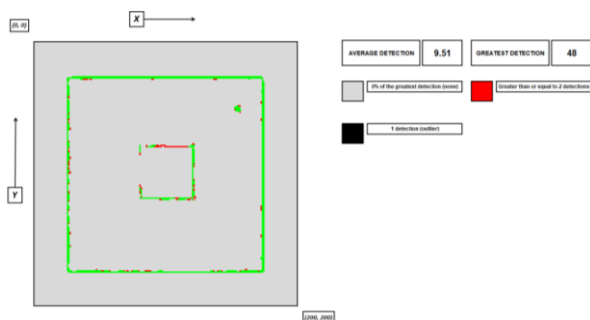 X
[0, 0]
AVERAGE DETECTION 9.51 GREATEST DETECTION 48
0% of the greatest detection (none) Greater than or equal to 2 detections
1 detection (outlier)
Y
[200, 200]